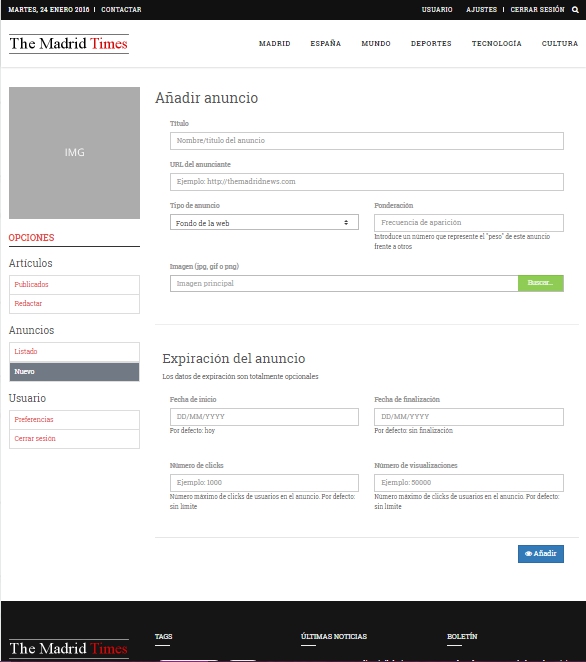 MARTES, 24 ENERO 2016 | CONTACTAR
USUARIO AJUSTES | CERRAR SESIÓN
The Madrid Times
MADRID ESPAÑA MUNDO DEPORTES TECNOLOGÍA CULTURA
IMG
OPCIONES
Artículos
Publicados
Redactar
Anuncios
Listado
Nuevo
Usuario
Preferencias
Cerrar sesión
Añadir anuncio
Título
Nombre/título del anuncio
URL del anunciante
Ejemplo: http://themadridnews.com
Tipo de anuncio
Fondo de la web
Ponderación
Frecuencia de aparición
Introduce un número que represente el "peso" de este anuncio
frente a otros
Imagen (jpg, gif o png)
Imagen principal
Buscar...
Expiración del anuncio
Los datos de expiración son totalmente opcionales
Fecha de inicio
DD/MM/YYYY
Por defecto: hoy
Fecha de finalización
DD/MM/YYYY
Por defecto: sin finalización
Número de clicks
Ejemplo: 1000
Número máximo de clicks de usuarios en el anuncio. Por defecto:
sin límite
Número de visualizaciones
Ejemplo: 50000
Número máximo de clicks de usuarios en el anuncio. Por defecto:
sin límite
Añadir
The Madrid Times
TAGS
ÚLTIMAS NOTICIAS
BOLETÍN